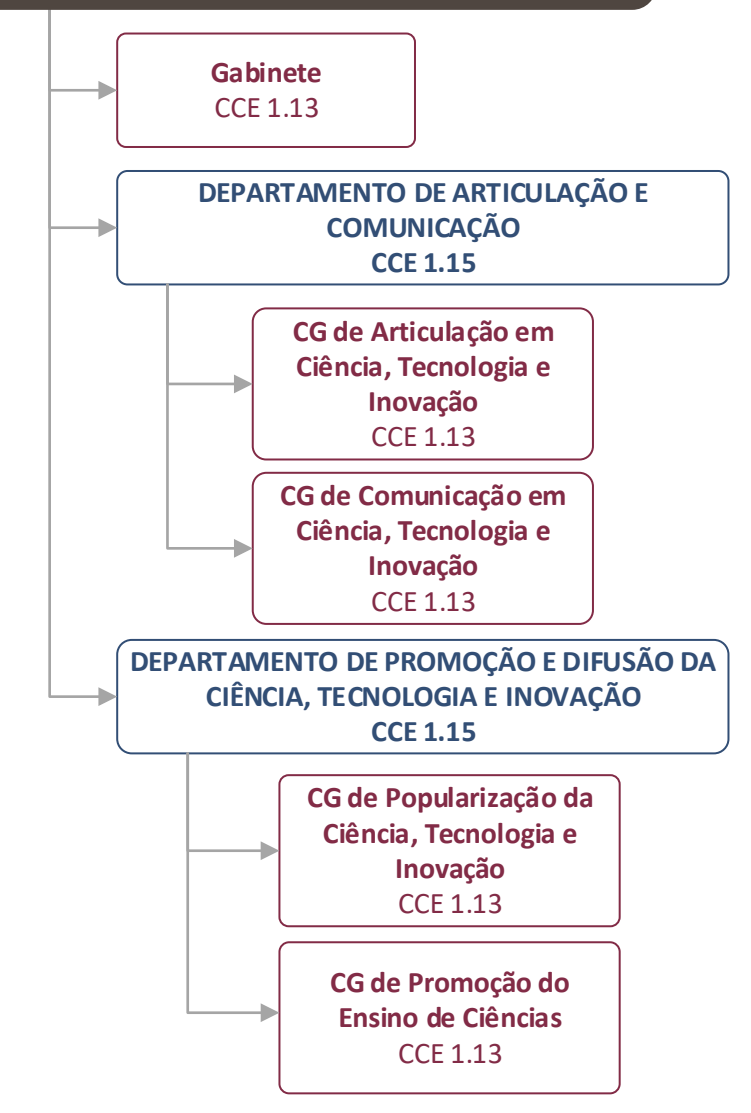 Gabinete
CCE 1.13
DEPARTAMENTO DE ARTICULAÇÃO E
COMUNICAÇÃO
CCE 1.15
CG de Articulação em
Ciência, Tecnologia e
Inovação
CCE 1.13
CG de Comunicação em
Ciência, Tecnologia e
Inovação
CCE 1.13
DEPARTAMENTO DE PROMOÇÃO E DIFUSÃO DA
CIÊNCIA, TECNOLOGIA E INOVAÇÃO
CCE 1.15
CG de Popularização da
Ciência, Tecnologia e
Inovação
CCE 1.13
CG de Promoção do
Ensino de Ciências
CCE 1.13